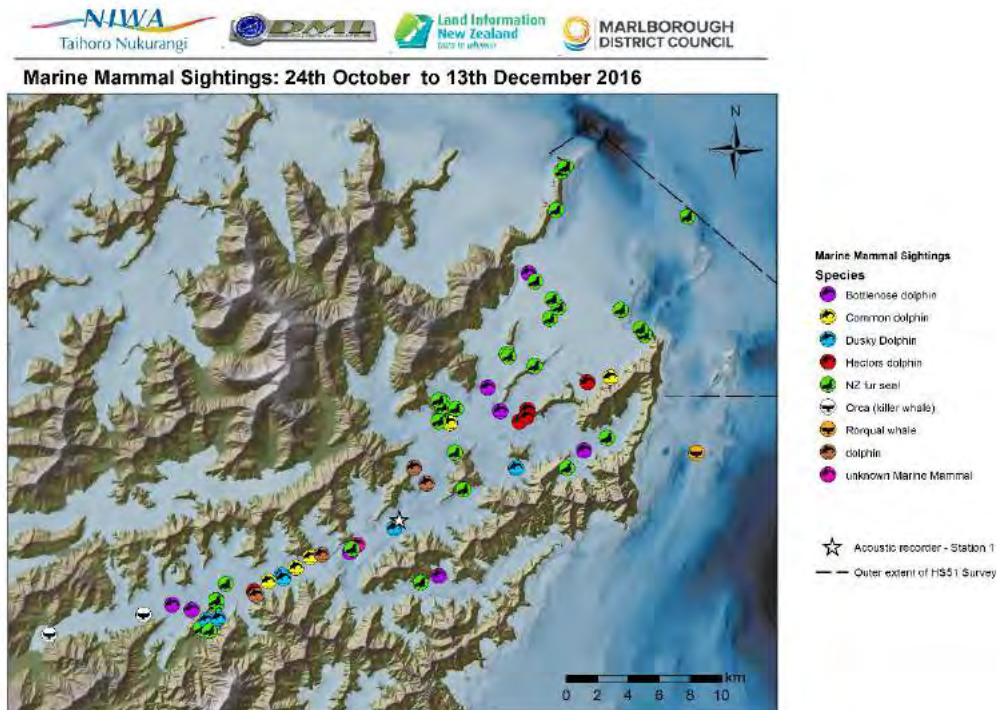 NIWA
Taihoro Nukurangi
DML
Land Information
New Zealand
MARLBOROUGH
DISTRICT COUNCIL
Marine Mammal Sightings: 24th October to 13th December 2016
N
Marine Mammal Sightings
Species
Bottlenose dolphin
Common dolphin
Dusky Dolphin
Hectors dolphin
NZ fur seal
Orca (killer whale)
Rorqual whale
dolphin
unknown Marine Mammal
Acoustic recorder - Station 1
Outer extent of HS51 Survey
km
0 2 4 6 8 10